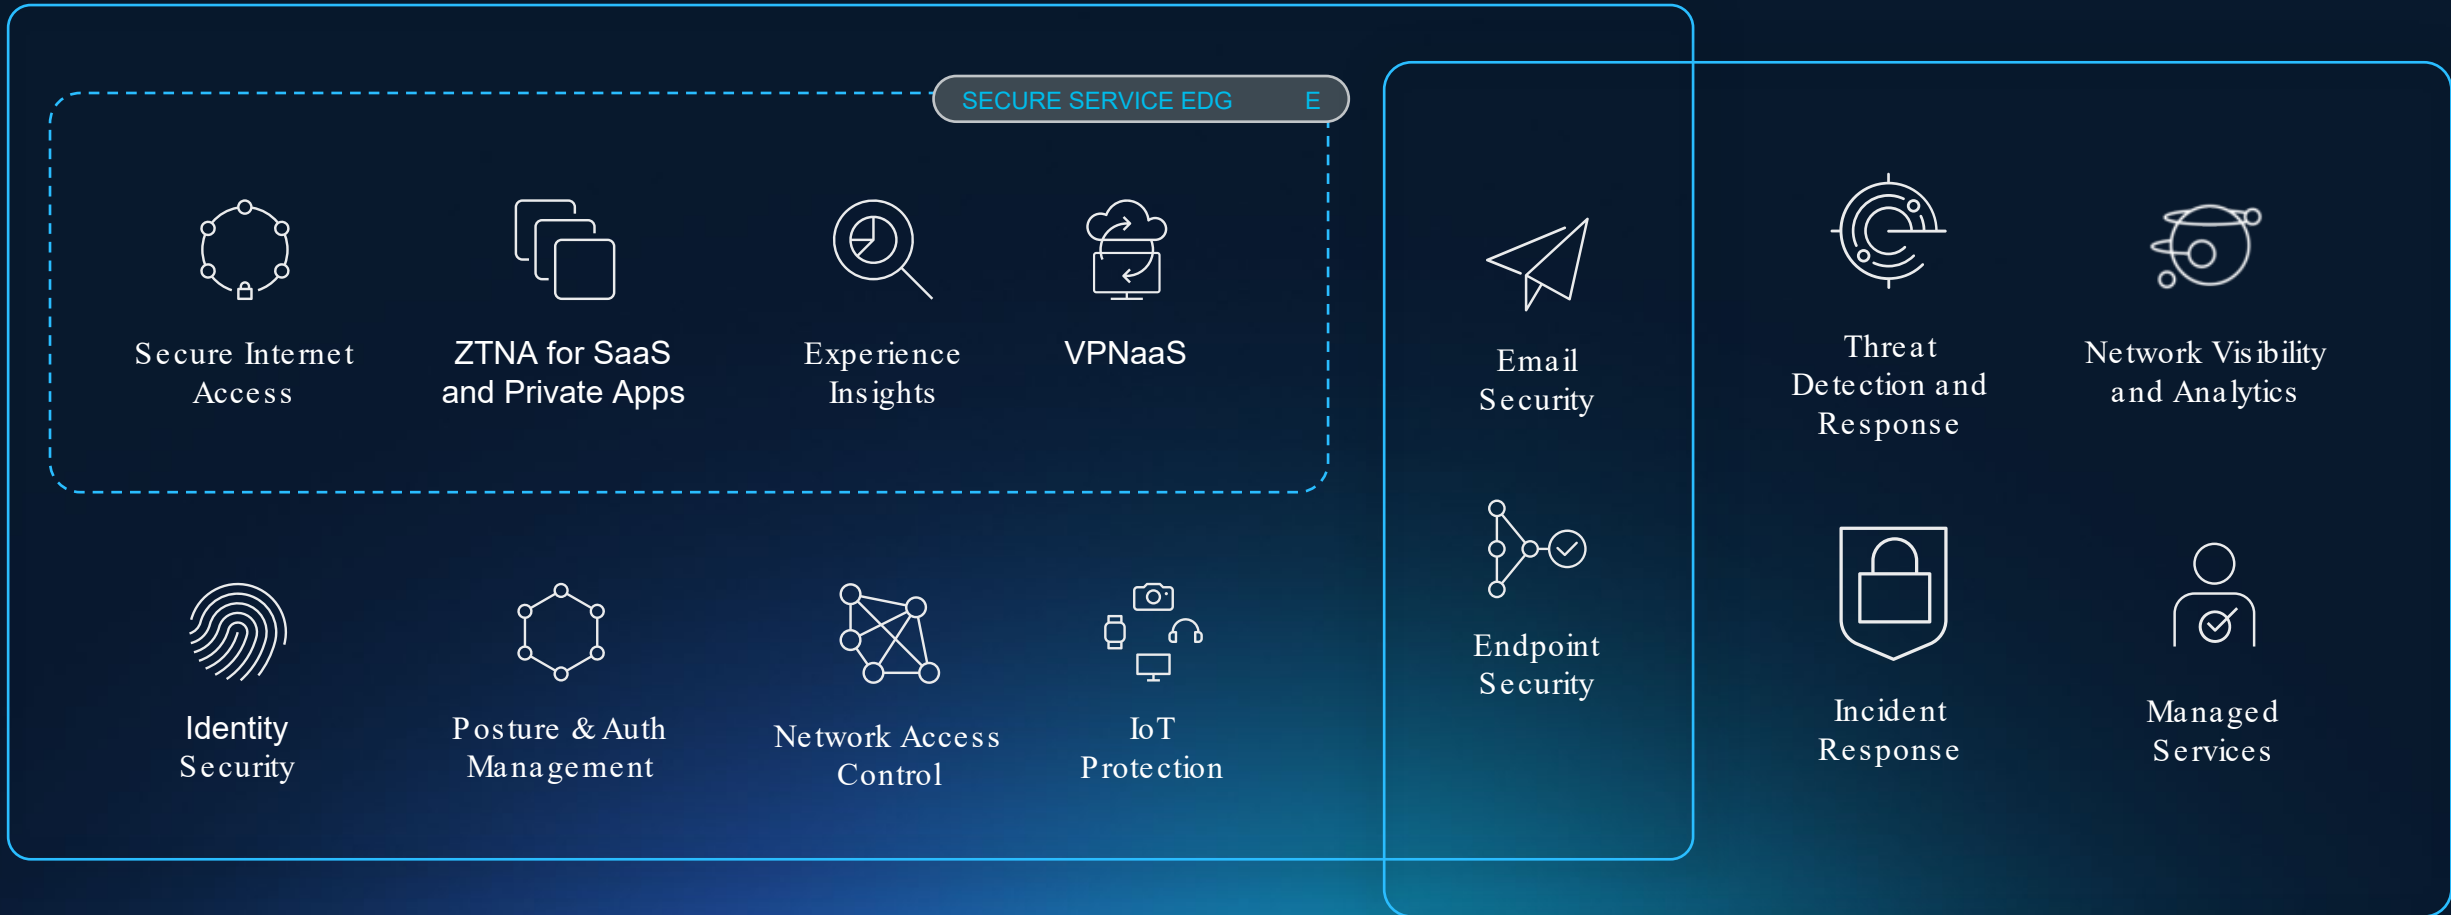 SECURE SERVICE EDG E
Secure Internet
Access
ZTNA for SaaS
and Private Apps
Experience
Insights
VPNaaS
Email
Security
Threat
Detection and
Response
Network Visibility
and Analytics
Endpoint
Security
Identity
Security
Posture & Auth
Management
Network Access
Control
IoT
Protection
Incident
Response
Managed
Services